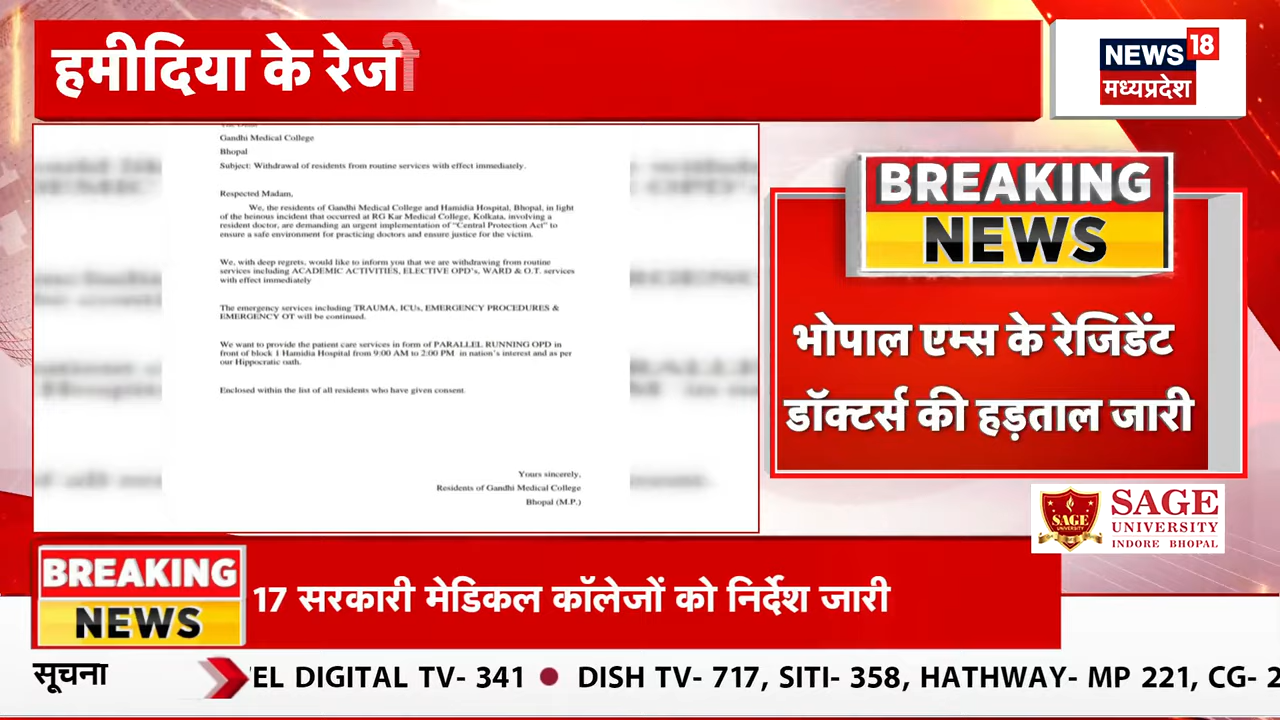 हमीदिया के रेजी
NEWS 18
मध्यप्रदेश
Gandhi Medical College
Bhopal
Subject: Withdrawal of residents from routine services with effect immediately.
Respected Madam,
We, the residents of Gandhi Medical College and Hamidia Hospital, Bhopal, in light
of the heinous incident that occurred at RG Kar Medical College, Kolkata, involving a
resident doctor, are demanding an urgent implementation of "Central Protection Act" to
ensure a safe environment for practicing doctors and ensure justice for the victim.
We, with deep regrets, would like to inform you that we are withdrawing from routine
services including ACADEMIC ACTIVITIES, ELECTIVE OPD's, WARD & O.T. services
with effect immediately
The emergency services including TRAUMA, ICUs, EMERGENCY PROCEDURES &
EMERGENCY OT will be continued.
We want to provide the patient care services in form of PARALLEL RUNNING OPD in
front of block 1 Hamidia Hospital from 9:00 AM to 2:00 PM in nation's interest and as per
our Hippocratic oath.
Enclosed within the list of all residents who have given consent.
Yours sincerely,
Residents of Gandhi Medical College
Bhopal (M.P.)
BREAKING
NEWS
भोपाल एम्स के रेजिडेंट
डॉक्टर्स की हड़ताल जारी
SAGE
SAGE
UNIVERSITY
INDORE BHOPAL
BREAKING
NEWS
17 सरकारी मेडिकल कॉलेजों को निर्देश जारी
सूचना
EL DIGITAL TV- 341 ● DISH TV- 717, SITI- 358, HATHWAY- MP 221, CG- 2